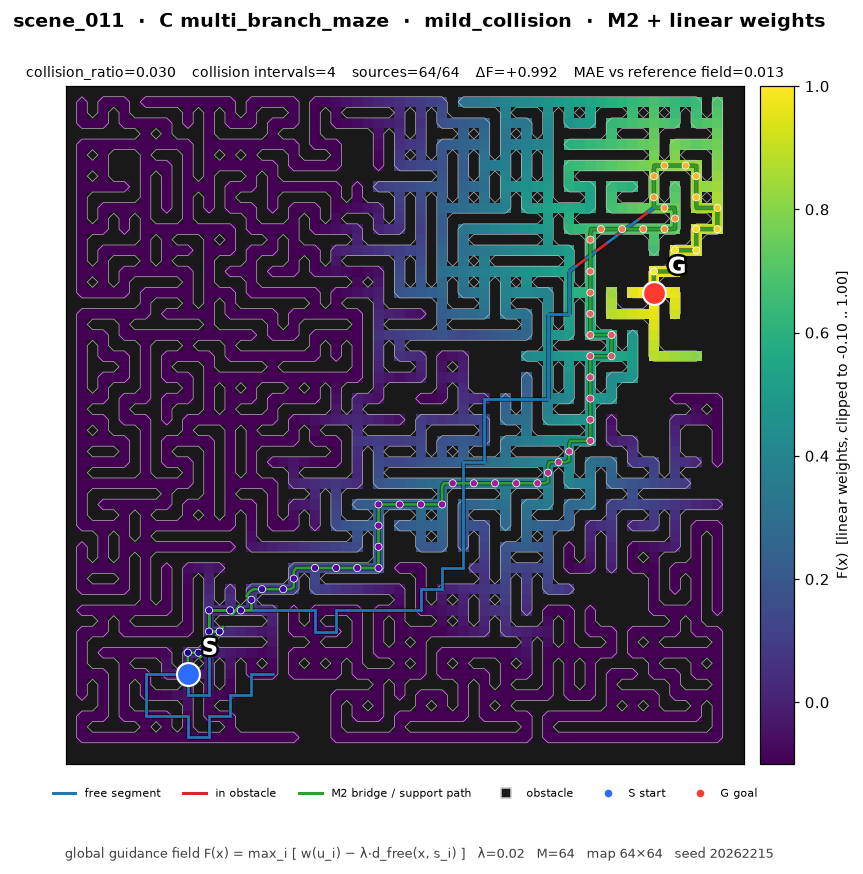 scene_011 · C multi_branch_maze · mild_collision · M2 + linear weights
collision_ratio=0.030 collision intervals=4 sources=64/64 ΔF=+0.992 MAE vs reference field=0.013
1.0
0.8
0.6
0.4
0.2
0.0
F(x) [linear weights, clipped to -0.10 .. 1.00]
G
S
free segment
in obstacle
M2 bridge / support path
obstacle
S start
G goal
global guidance field F(x) = max_i [ w(u_i) − λ·d_free(x, s_i) ] λ=0.02 M=64 map 64×64 seed 20262215